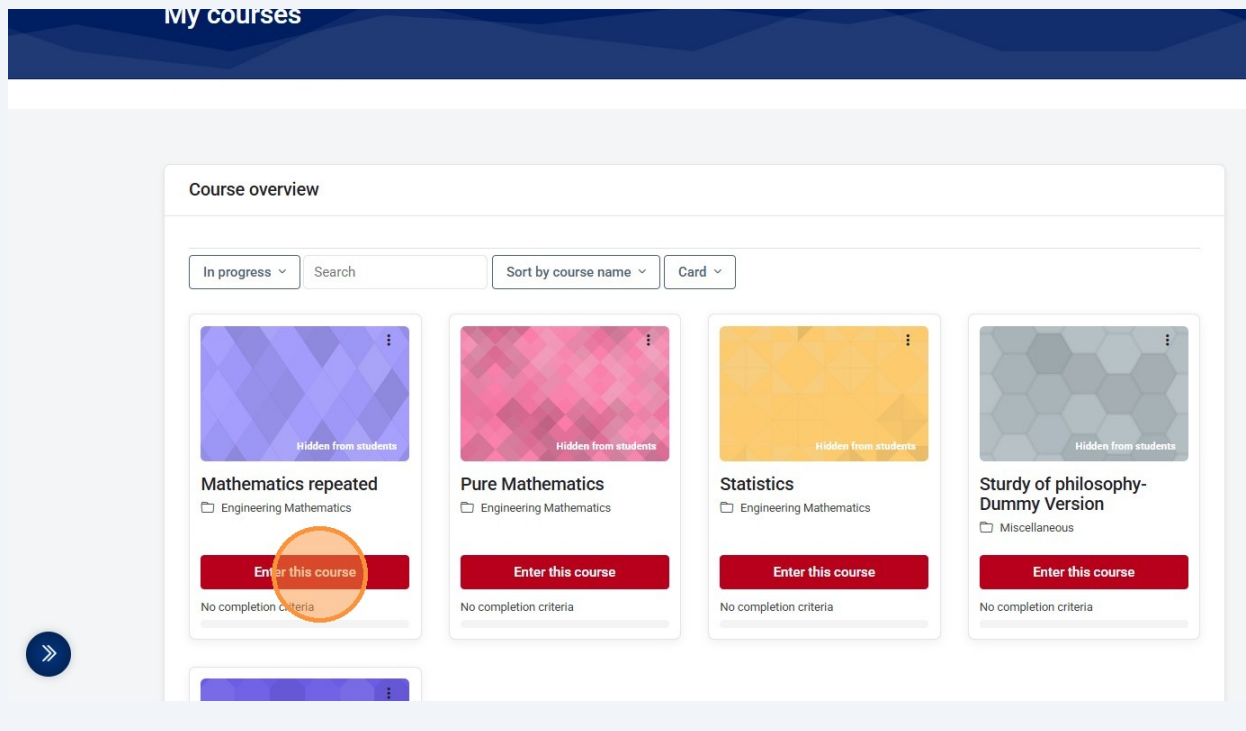 My courses
Course overview
In progress Search Sort by course name Card
Hidden from students Hidden from students Hidden from students Hidden from students
Mathematics repeated
Engineering Mathematics
Enter this course
No completion criteria
Pure Mathematics
Engineering Mathematics
Enter this course
No completion criteria
Statistics
Engineering Mathematics
Enter this course
No completion criteria
Sturdy of philosophy-
Dummy Version
Miscellaneous
Enter this course
No completion criteria